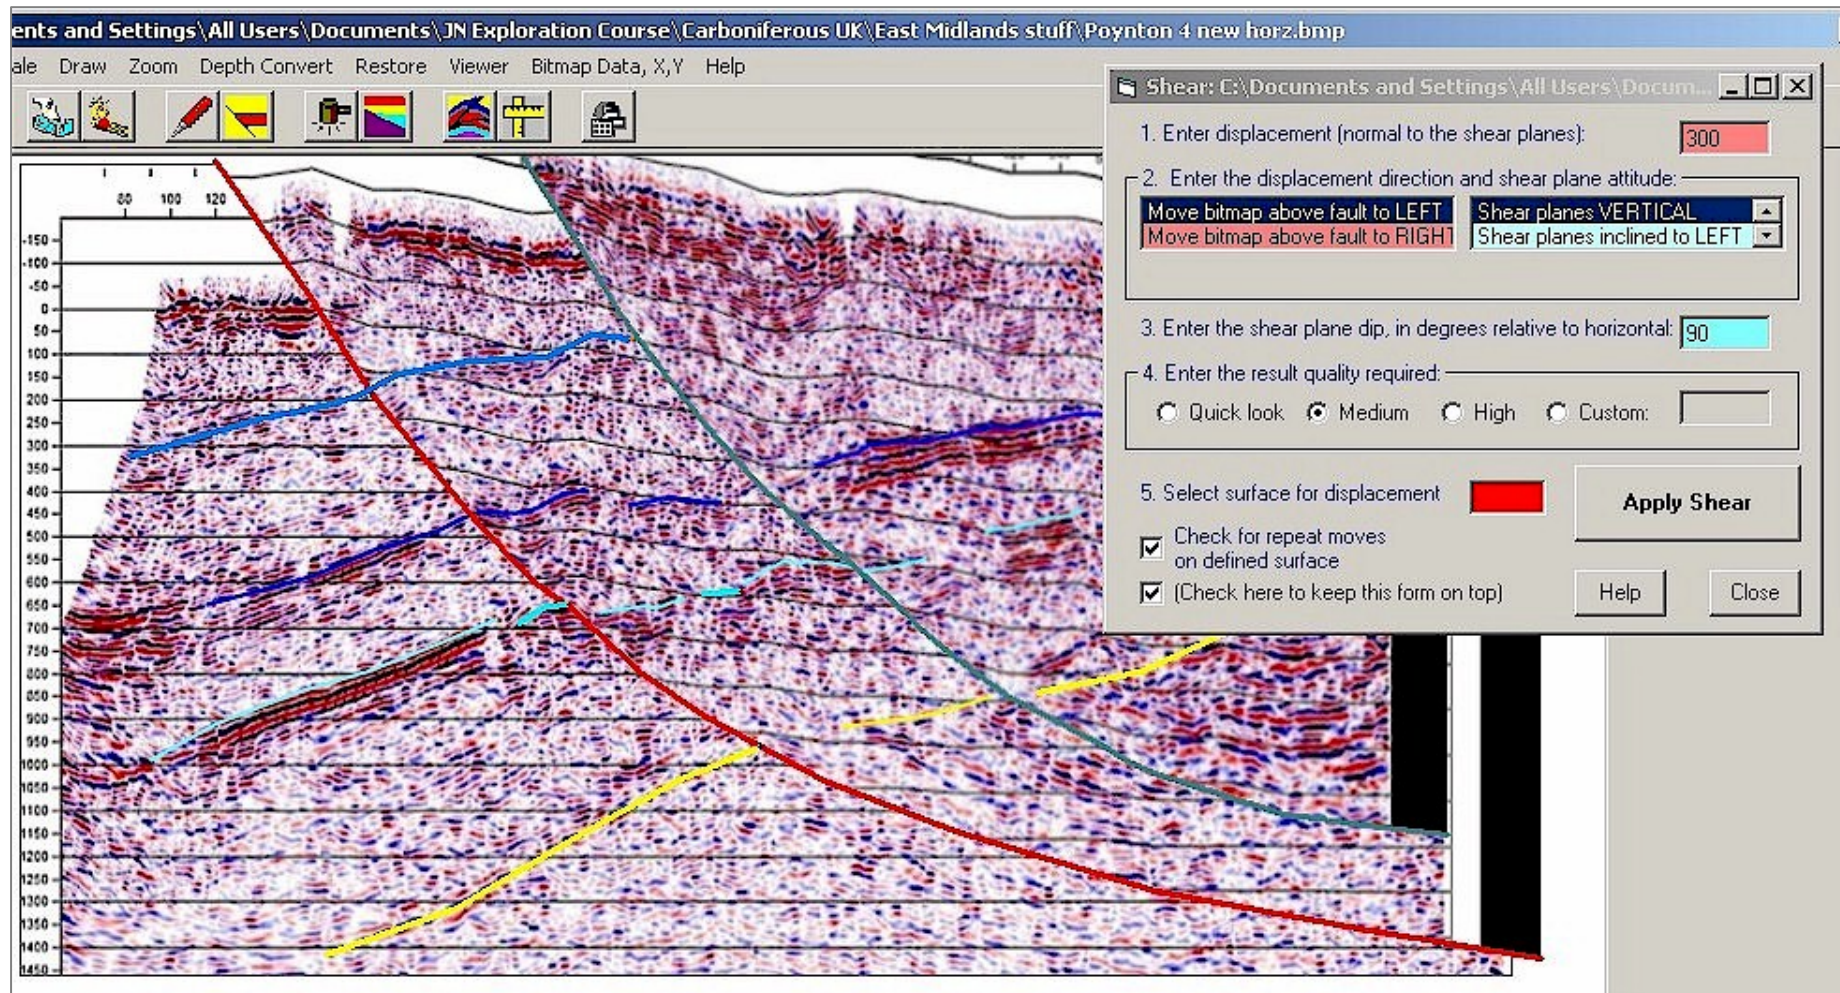 ents and Settings\All Users\Documents\JN Exploration Course\Carboniferous UK\East Midlands stuff\Poynton 4 new horz.bmp
ale Draw Zoom Depth Convert Restore Viewer Bitmap Data, X,Y Help
Shear: C:\Documents and Settings\All Users\Docum...
1. Enter displacement (normal to the shear planes): 300
2. Enter the displacement direction and shear plane attitude:
Move bitmap above fault to LEFT Shear planes VERTICAL
Move bitmap above fault to RIGHT Shear planes inclined to LEFT
3. Enter the shear plane dip, in degrees relative to horizontal: 90
4. Enter the result quality required:
Quick look Medium High Custom:
5. Select surface for displacement
Apply Shear
Check for repeat moves
on defined surface
(Check here to keep this form on top)
Help Close
80 100 120
-150
-100
-50
0
50
100
150
200
250
300
350
400
450
500
550
600
650
700
750
800
850
900
950
1000
1050
1100
1150
1200
1250
1300
1350
1400
1450